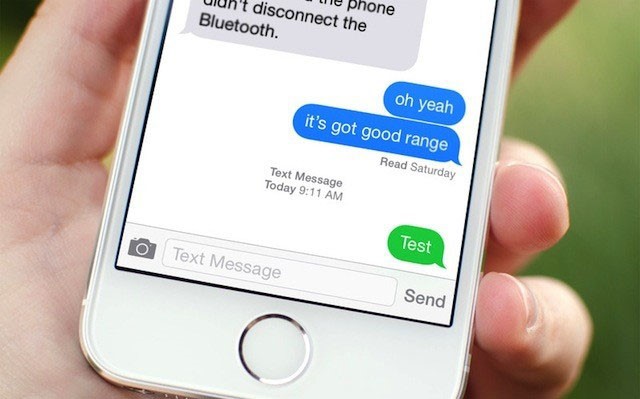 the phone
didn't disconnect the
Bluetooth.
oh yeah
it's got good range
Read Saturday
Text Message
Today 9:11 AM
Test
Text Message
Send